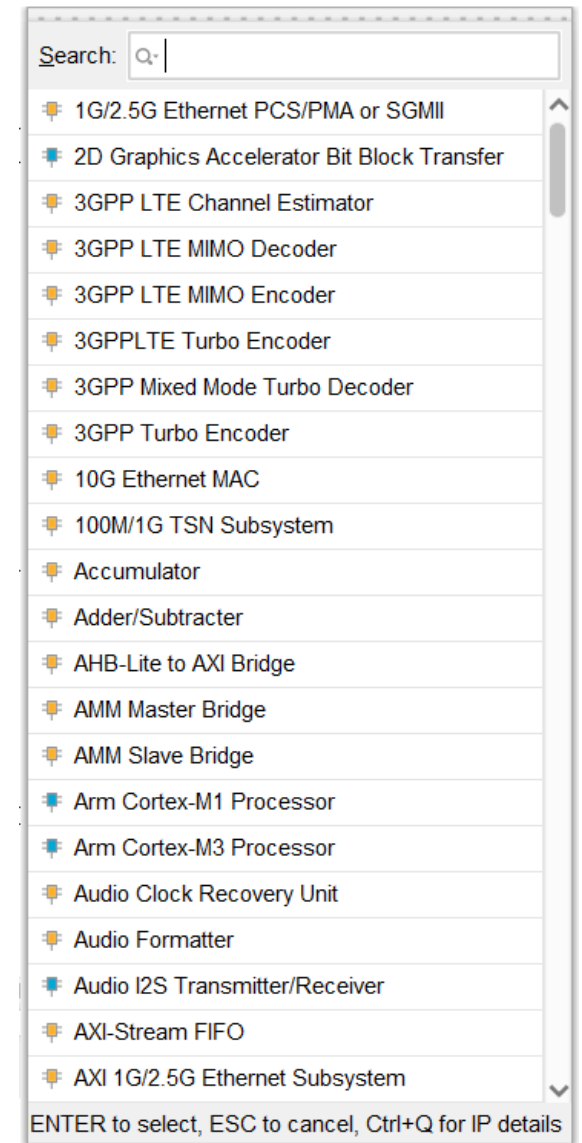 Search:
1G/2.5G Ethernet PCS/PMA or SGMII
2D Graphics Accelerator Bit Block Transfer
3GPP LTE Channel Estimator
3GPP LTE MIMO Decoder
3GPP LTE MIMO Encoder
3GPPLTE Turbo Encoder
3GPP Mixed Mode Turbo Decoder
3GPP Turbo Encoder
10G Ethernet MAC
100M/1G TSN Subsystem
Accumulator
Adder/Subtracter
AHB-Lite to AXI Bridge
AMM Master Bridge
AMM Slave Bridge
Arm Cortex-M1 Processor
Arm Cortex-M3 Processor
Audio Clock Recovery Unit
Audio Formatter
Audio I2S Transmitter/Receiver
AXI-Stream FIFO
AXI 1G/2.5G Ethernet Subsystem
ENTER to select, ESC to cancel, Ctrl+Q for IP details